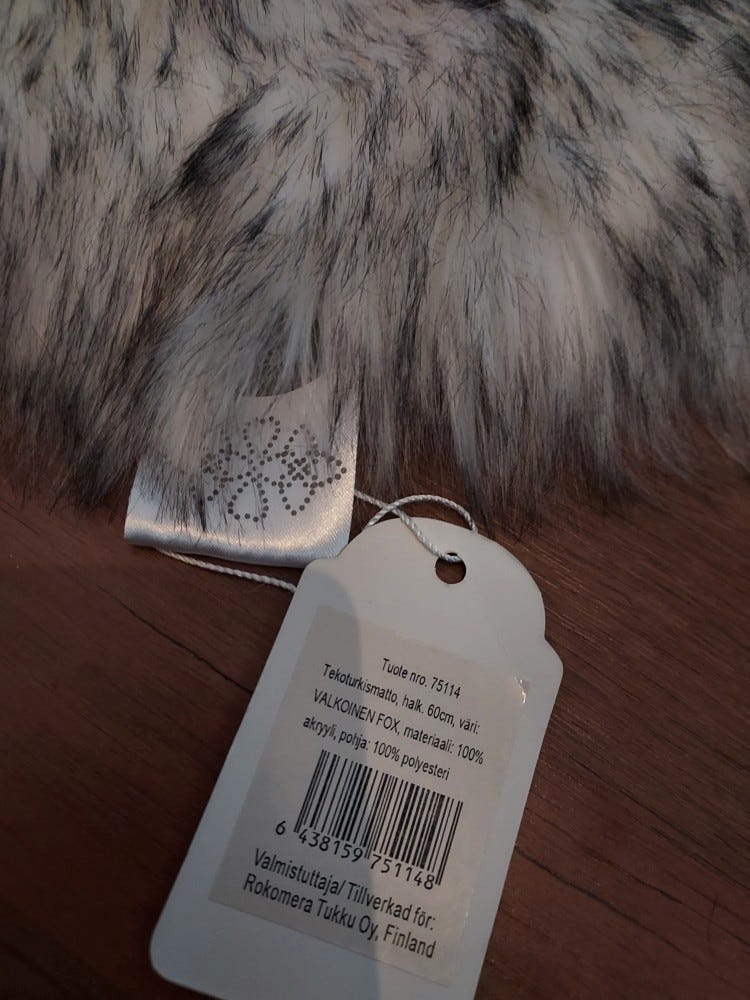 Tuote nro. 75114
Tekoturkismatto, halk. 60cm, väri:
VALKOINEN FOX, materiaali: 100%
akryyli, pohja: 100% polyesteri
6 438159 751148
Valmistuttaja/ Tillverkad för:
Rokomera Tukku Oy, Finland